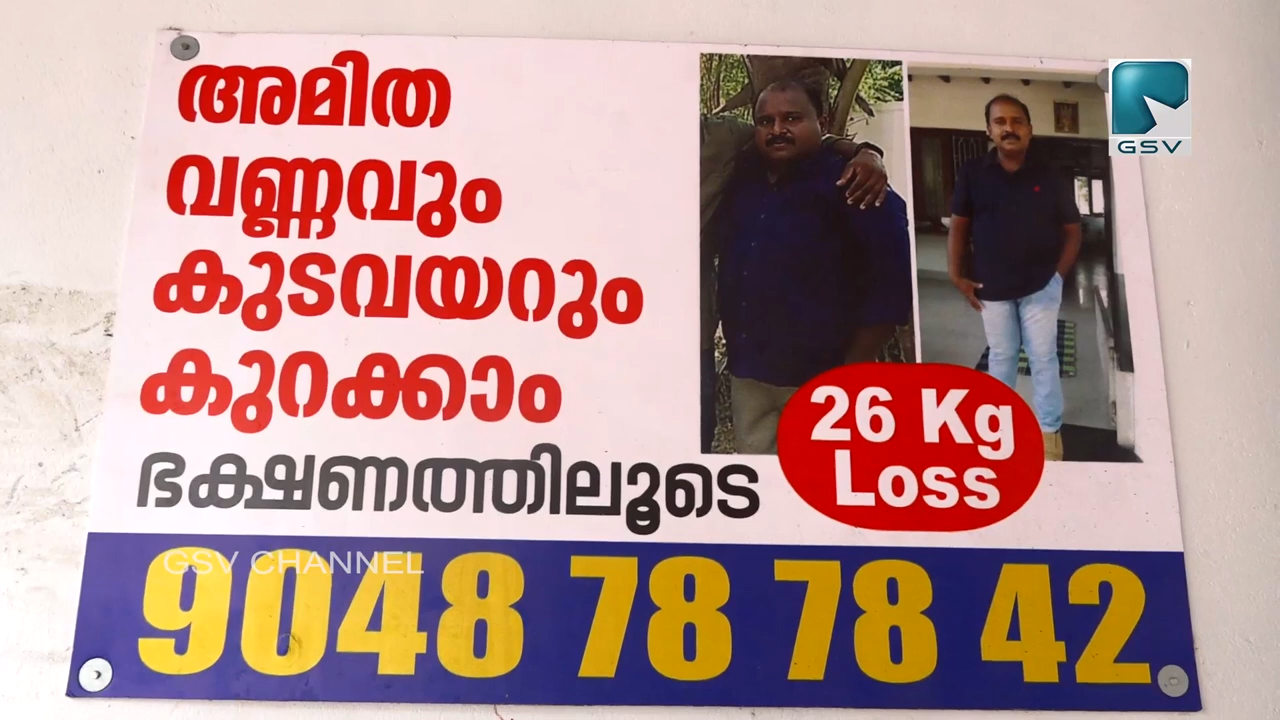 അമിത
വണ്ണവും
കുടവയറും
കുറക്കാം
ഭക്ഷണത്തിലൂടെ
26 Kg
Loss
9048 78 78 42
GSV CHANNEL
GSV